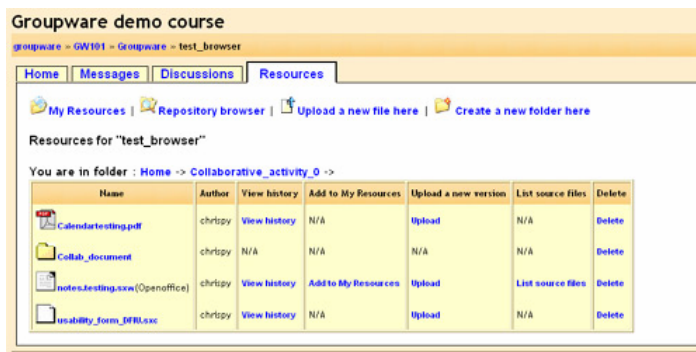 Groupware demo course
groupware » GW101 » Groupware » test_browser
Home Messages Discussions Resources
My Resources | Repository browser | Upload a new file here | Create a new folder here
Resources for "test_browser"
You are in folder : Home -> Collaborative_activity_0 ->
Name Author View history Add to My Resources Upload a new version List source files Delete
Calendartesting.pdf chrispy View history N/A Upload N/A Delete
Collab_document chrispy N/A N/A N/A N/A Delete
notes.testing.sxw(Openoffice) chrispy View history Add to My Resources Upload List source files Delete
usability_form_DFIU.sxc chrispy View history N/A Upload N/A Delete